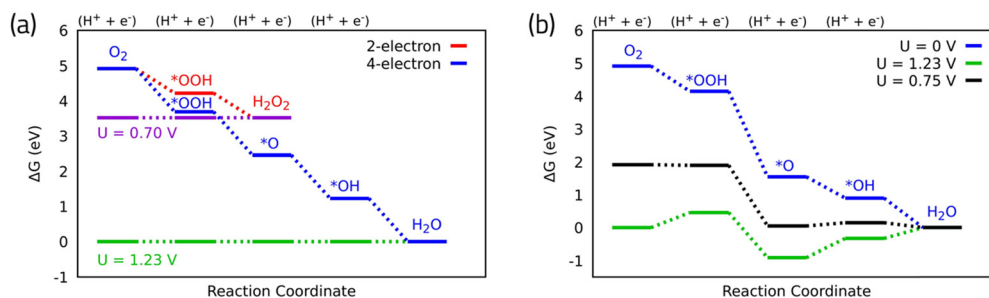 (a)
(H⁺ + e⁻) (H⁺ + e⁻) (H⁺ + e⁻) (H⁺ + e⁻)
6
5
4
3
2
1
0
-1
ΔG (eV)
O₂
*OOH
*OOH
H₂O₂
*O
*OH
H₂O
2-electron
4-electron
U = 0.70 V
U = 1.23 V
Reaction Coordinate
(b)
(H⁺ + e⁻) (H⁺ + e⁻) (H⁺ + e⁻) (H⁺ + e⁻)
6
5
4
3
2
1
0
-1
ΔG (eV)
O₂
*OOH
*O
*OH
H₂O
U = 0 V
U = 1.23 V
U = 0.75 V
Reaction Coordinate